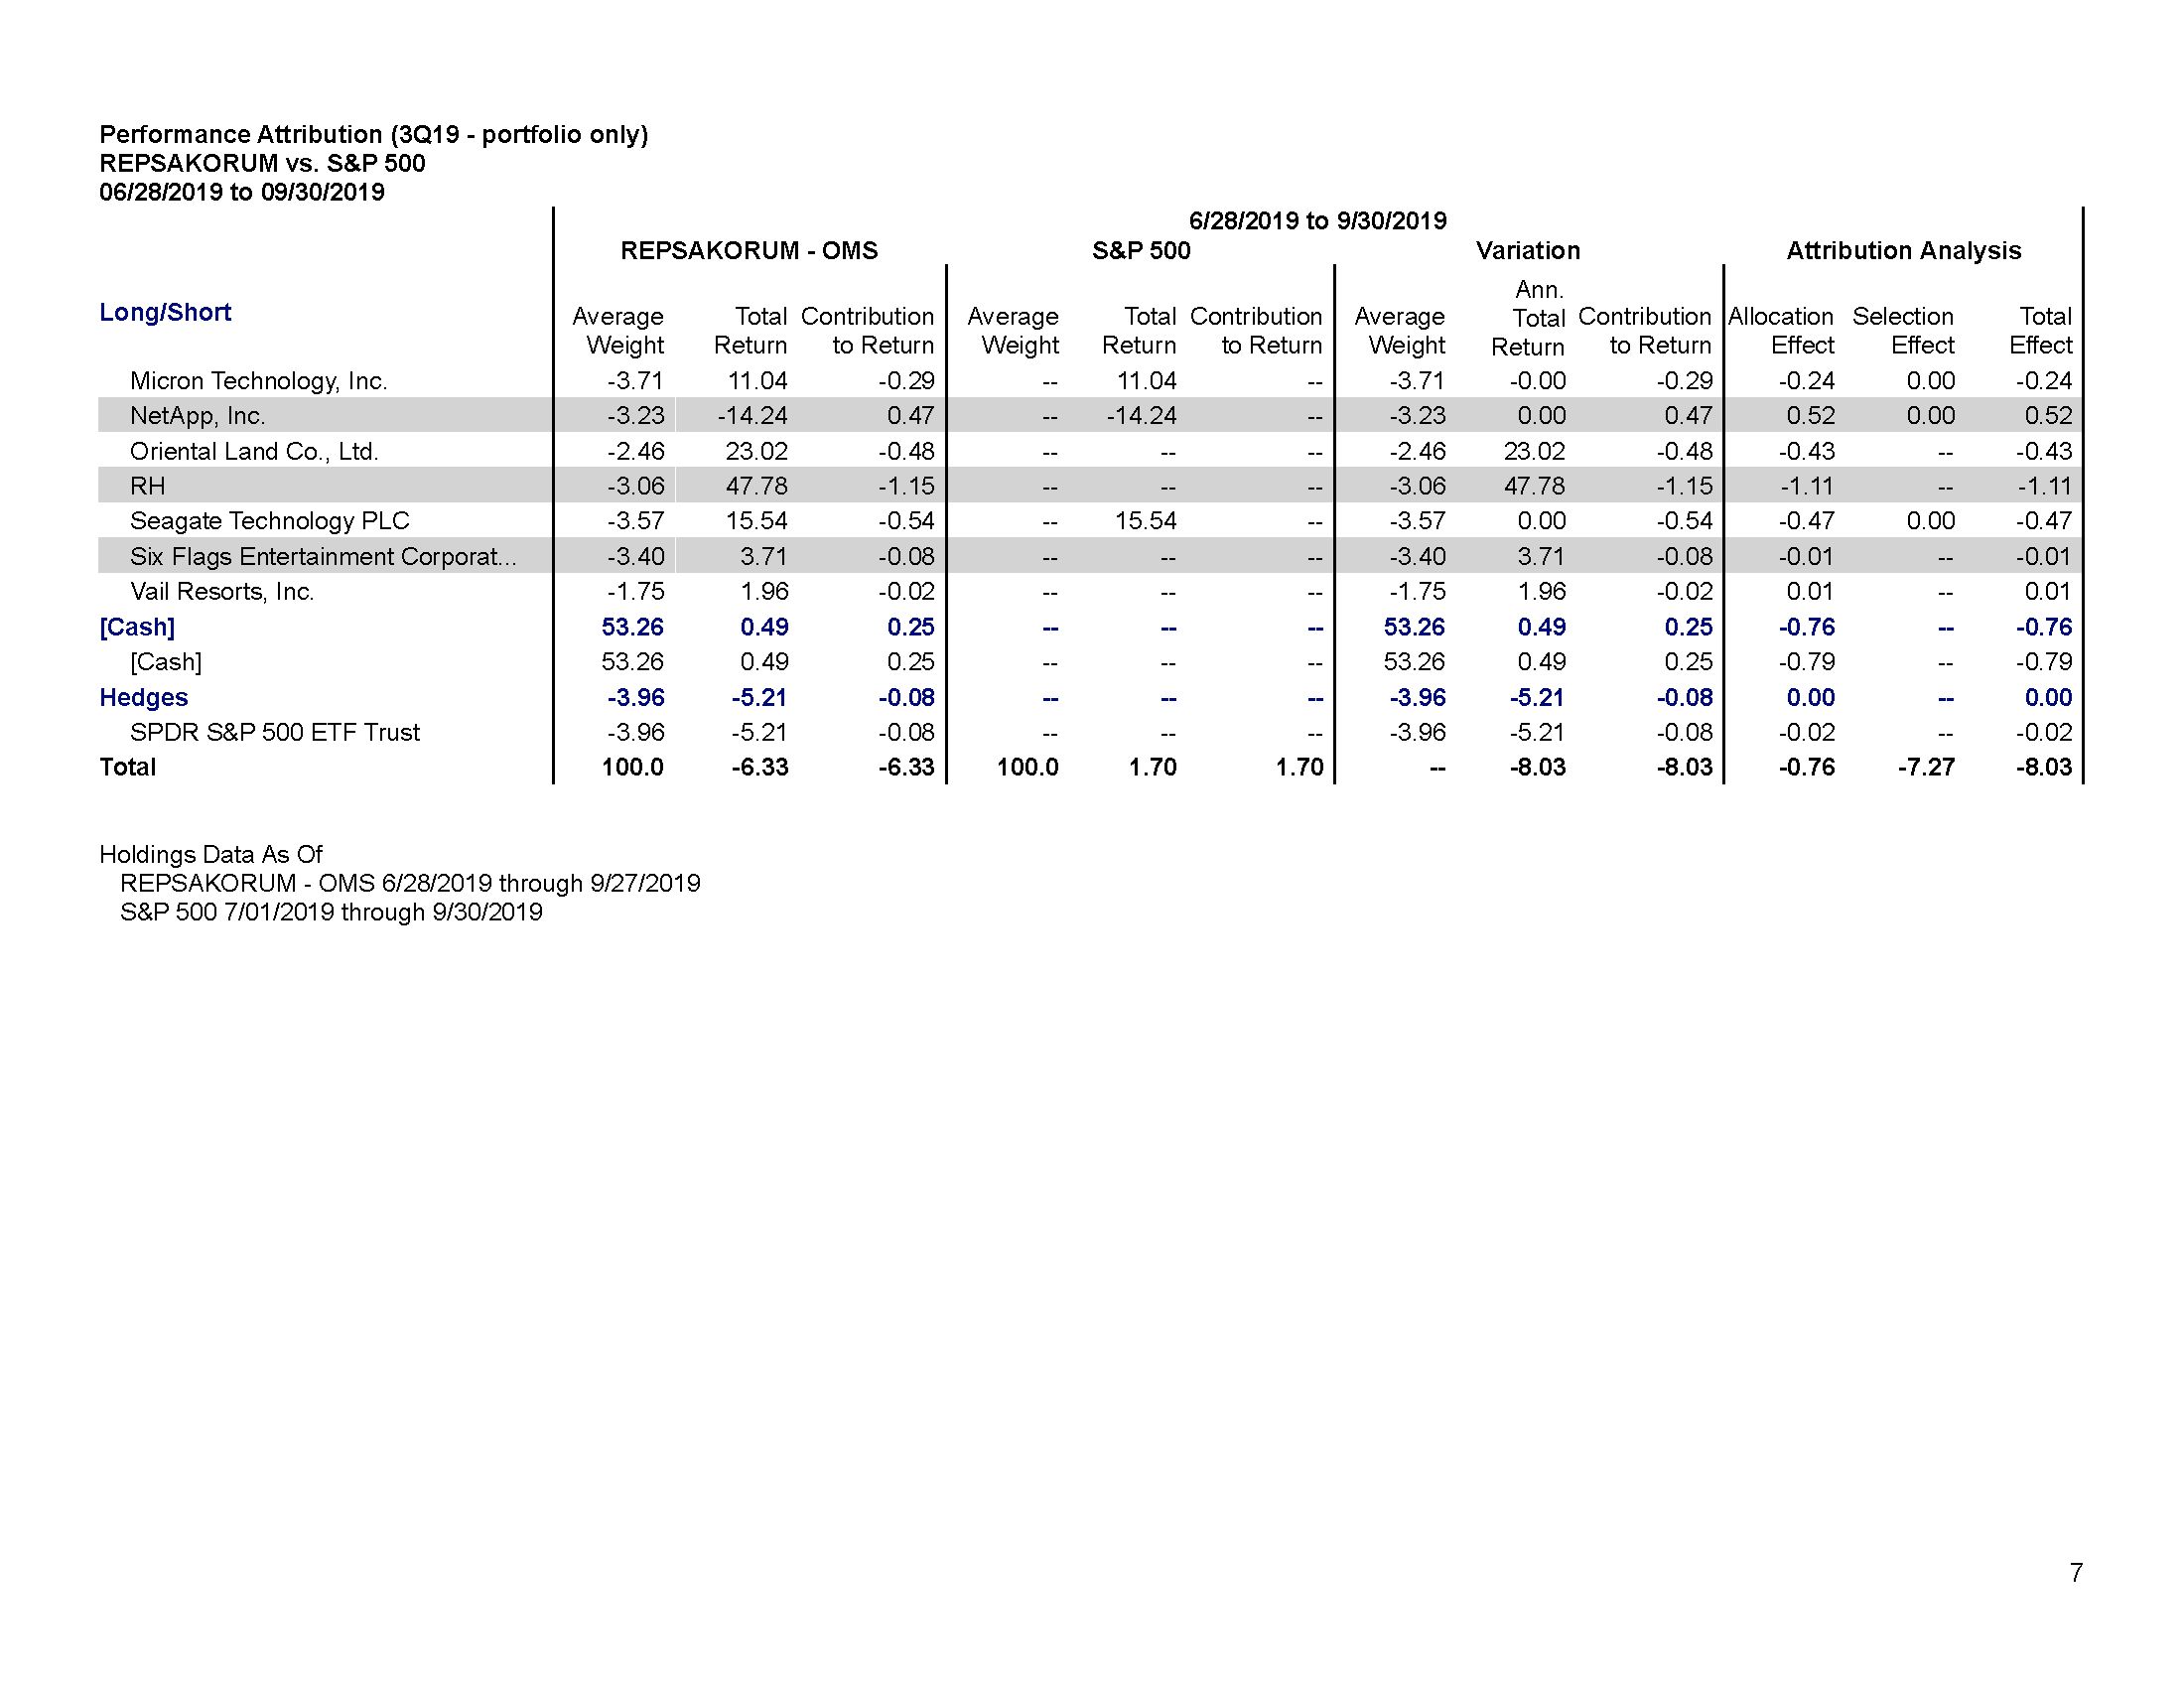 Performance Attribution (3Q19 - portfolio only)
REPSAKORUM vs. S&P 500
06/28/2019 to 09/30/2019
6/28/2019 to 9/30/2019
REPSAKORUM - OMS S&P 500 Variation Attribution Analysis
Ann.
Long/Short Average Total Contribution Average Total Contribution Average Total Contribution Allocation Selection Total
Weight Return to Return Weight Return to Return Weight Return to Return Effect Effect Effect
Micron Technology, Inc. -3.71 11.04 -0.29 -- 11.04 -- -3.71 -0.00 -0.29 -0.24 0.00 -0.24
NetApp, Inc. -3.23 -14.24 0.47 -- -14.24 -- -3.23 0.00 0.47 0.52 0.00 0.52
Oriental Land Co., Ltd. -2.46 23.02 -0.48 -- -- -- -2.46 23.02 -0.48 -0.43 -- -0.43
RH -3.06 47.78 -1.15 -- -- -- -3.06 47.78 -1.15 -1.11 -- -1.11
Seagate Technology PLC -3.57 15.54 -0.54 -- 15.54 -- -3.57 0.00 -0.54 -0.47 0.00 -0.47
Six Flags Entertainment Corporat... -3.40 3.71 -0.08 -- -- -- -3.40 3.71 -0.08 -0.01 -- -0.01
Vail Resorts, Inc. -1.75 1.96 -0.02 -- -- -- -1.75 1.96 -0.02 0.01 -- 0.01
[Cash] 53.26 0.49 0.25 -- -- -- 53.26 0.49 0.25 -0.76 -- -0.76
[Cash] 53.26 0.49 0.25 -- -- -- 53.26 0.49 0.25 -0.79 -- -0.79
Hedges -3.96 -5.21 -0.08 -- -- -- -3.96 -5.21 -0.08 0.00 -- 0.00
SPDR S&P 500 ETF Trust -3.96 -5.21 -0.08 -- -- -- -3.96 -5.21 -0.08 -0.02 -- -0.02
Total 100.0 -6.33 -6.33 100.0 1.70 1.70 -- -8.03 -8.03 -0.76 -7.27 -8.03
Holdings Data As Of
REPSAKORUM - OMS 6/28/2019 through 9/27/2019
S&P 500 7/01/2019 through 9/30/2019
7